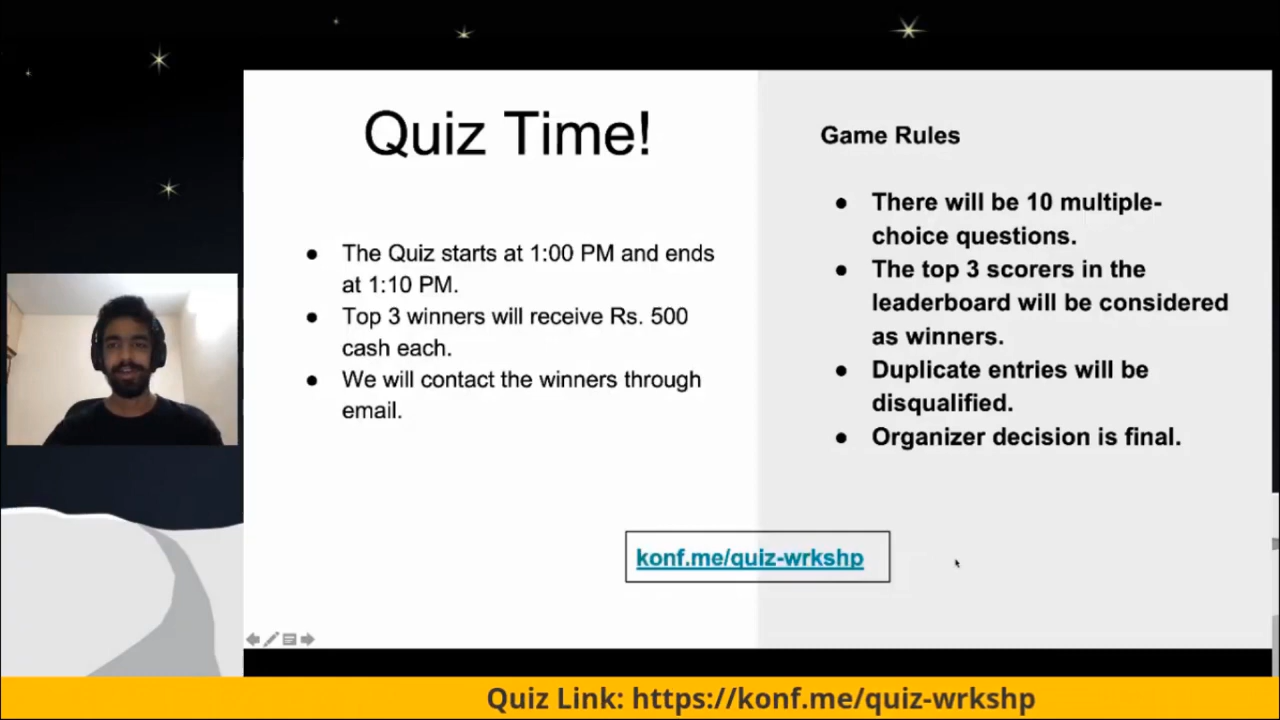 Quiz Time!
● The Quiz starts at 1:00 PM and ends
at 1:10 PM.
● Top 3 winners will receive Rs. 500
cash each.
● We will contact the winners through
email.
Game Rules
● There will be 10 multiple-
choice questions.
● The top 3 scorers in the
leaderboard will be considered
as winners.
● Duplicate entries will be
disqualified.
● Organizer decision is final.
konf.me/quiz-wrkshp
Quiz Link: https://konf.me/quiz-wrkshp